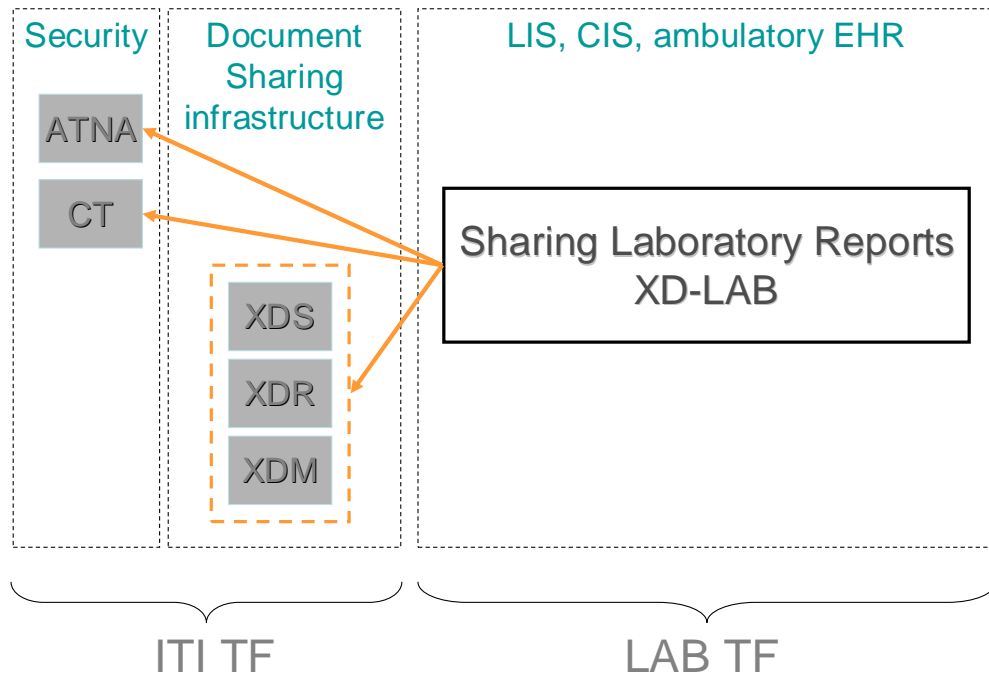 Security
Document
Sharing
infrastructure
LIS, CIS, ambulatory EHR
ATNA
CT
Sharing Laboratory Reports
XD-LAB
XDS
XDR
XDM
ITI TF
LAB TF